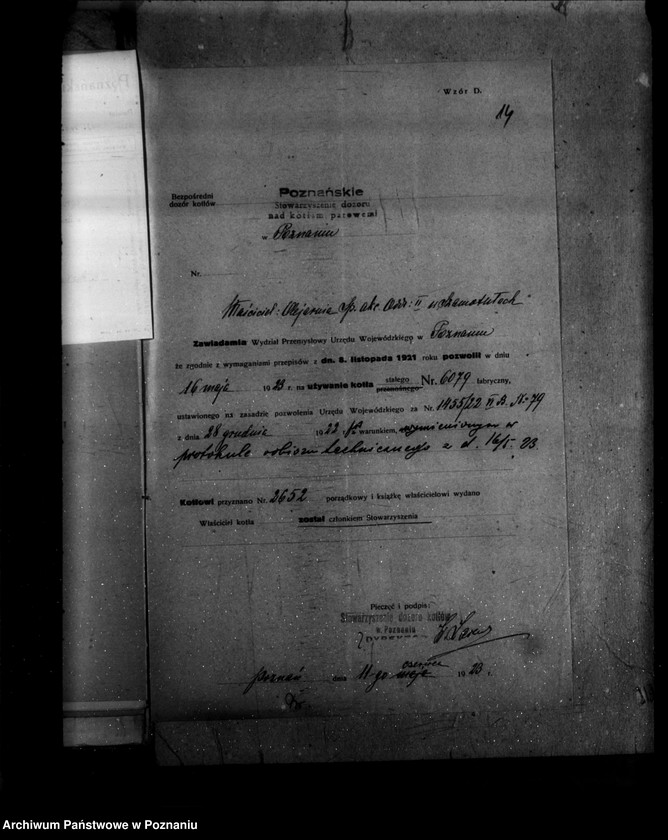 Wzór D.
14
Bezpośredni
dozór kotłów
Poznańskie
Stowarzyszenie dozoru
nad kotłami parowemi
w Poznaniu
Nr.
Właściciel: Olejarnia Sp. akc. Odd: II w Szamotułach
Zawiadamia Wydział Przemysłowy Urzędu Wojewódzkiego w Poznaniu
że zgodnie z wymaganiami przepisów z dn. 8. listopada 1921 roku pozwolił w dniu
16 maja 1923 r. na używanie kotła stałego przenośnego Nr. 6079 fabryczny,
ustawionego na zasadzie pozwolenia Urzędu Wojewódzkiego za Nr. 1455/22 II B. № 79
z dnia 28 grudnia 1922 r. warunkiem, wymienionym w
protokule odbioru technicznego z d. 16/5. 23.
Kotłowi przyznano Nr. 2652 porządkowy i książkę właścicielowi wydano
Właściciel kotła został członkiem Stowarzyszenia
Pieczęć i podpis:
Stowarzyszenie dozoru kotłów
w Poznaniu
Poznań dnia 11-go czerwca maja 1923 r.
Archiwum Państwowe w Poznaniu